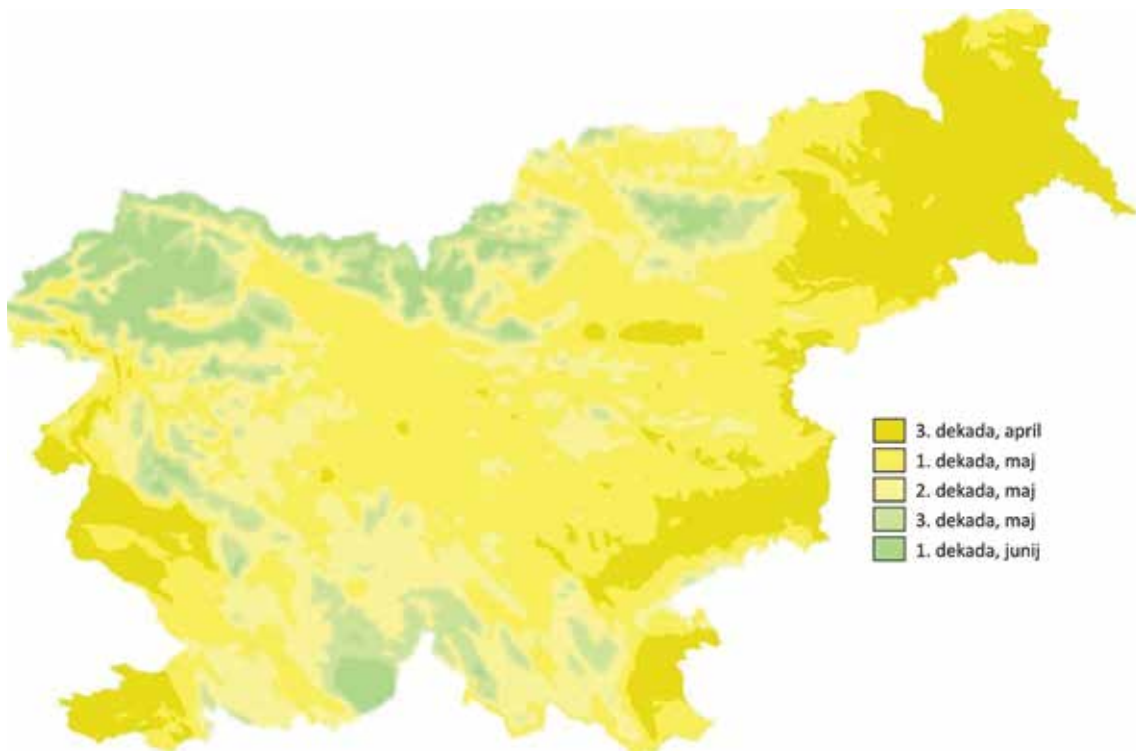 3. dekada, april
1. dekada, maj
2. dekada, maj
3. dekada, maj
1. dekada, junij